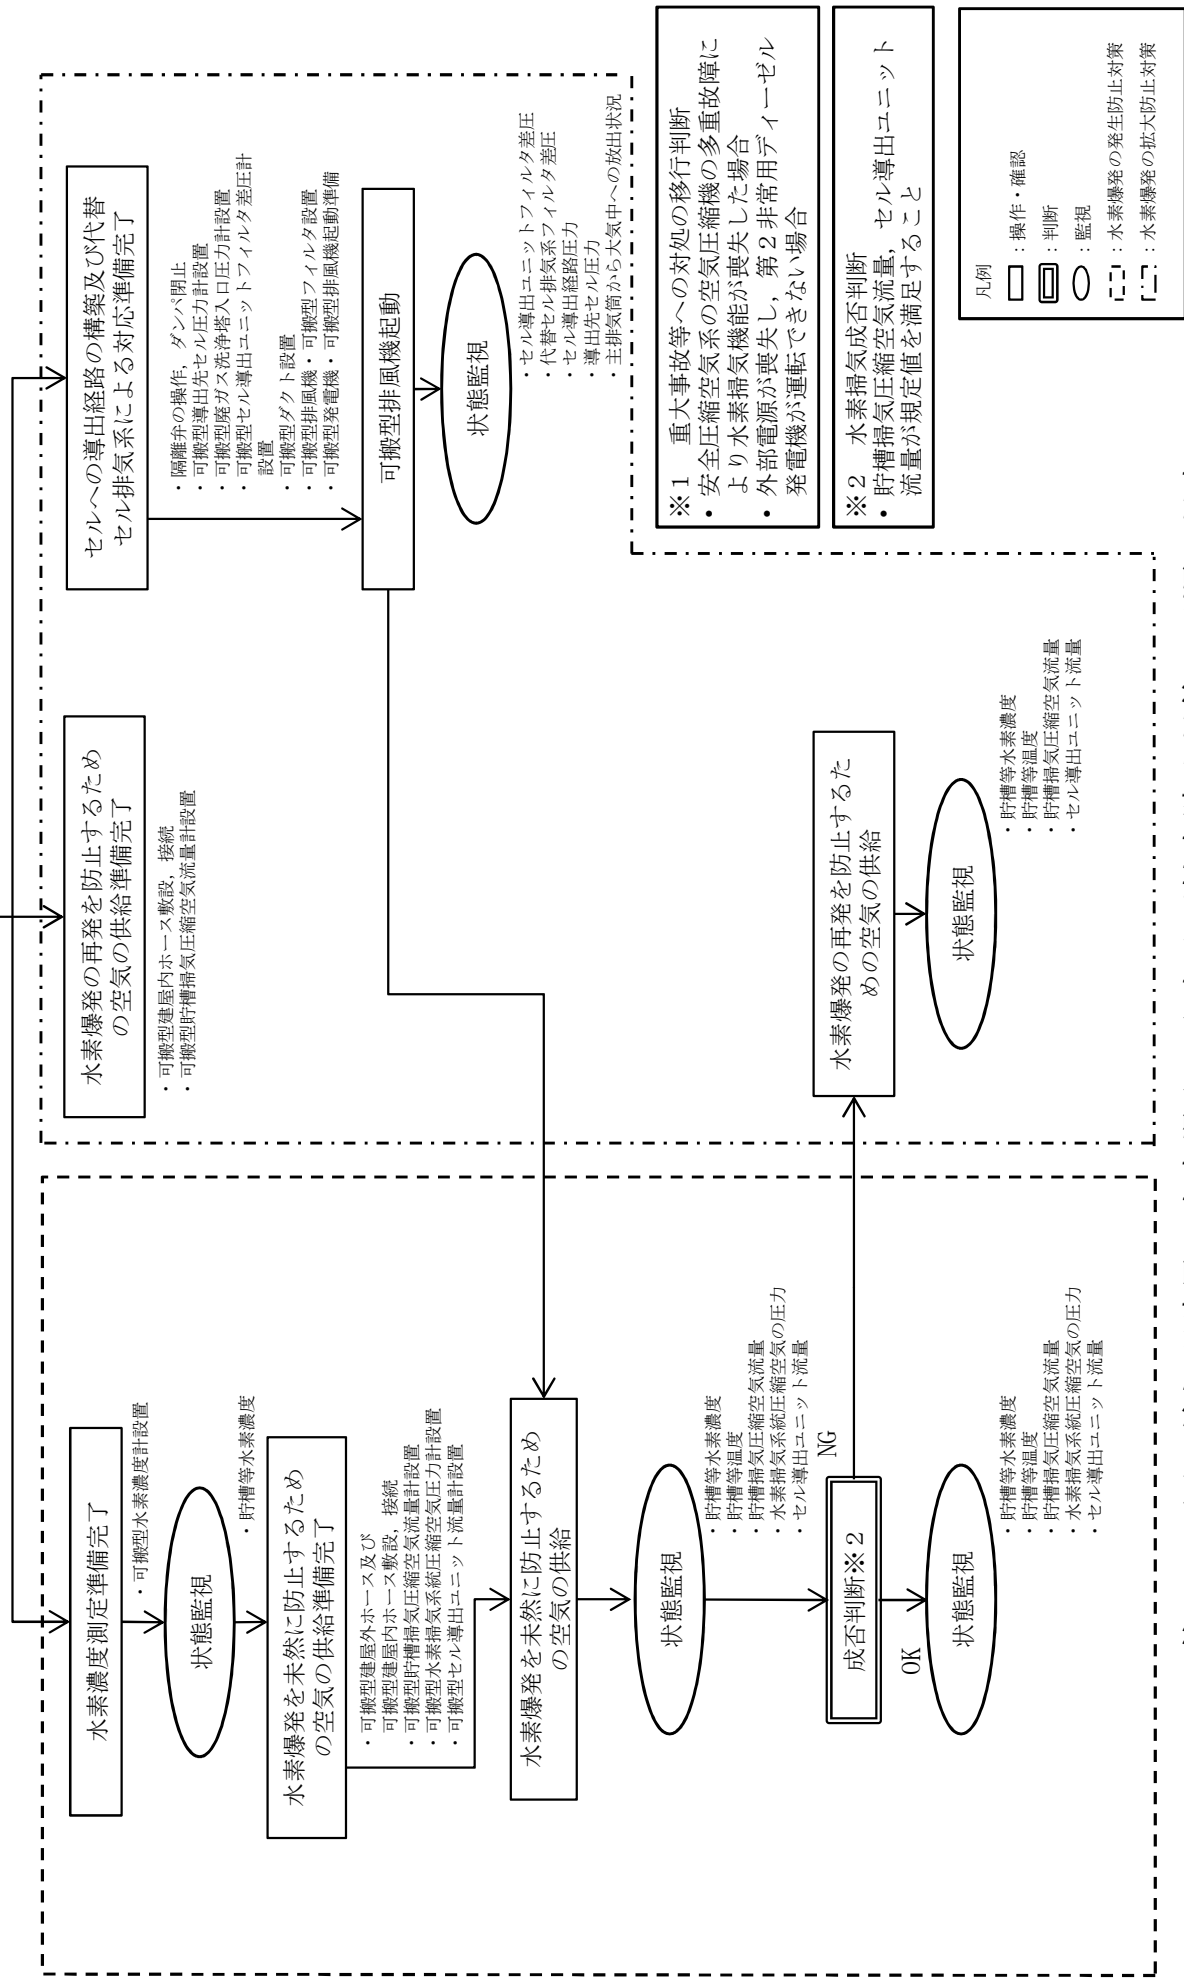 水素濃度測定準備完了
・可搬型水素濃度計設置
状態監視
・貯槽等水素濃度
水素爆発を未然に防止するため
の空気の供給準備完了
・可搬型建屋外ホース及び
可搬型建屋内ホース敷設，接続
・可搬型貯槽掃気圧縮空気流量計設置
・可搬型水素掃気系統圧縮空気圧力計設置
・可搬型セル導出ユニット流量計設置
水素爆発を未然に防止するため
の空気の供給
状態監視
・貯槽等水素濃度
・貯槽等温度
・貯槽掃気圧縮空気流量
・水素掃気系統圧縮空気の圧力
・セル導出ユニット流量
成否判断※２
NG
OK
状態監視
・貯槽等水素濃度
・貯槽等温度
・貯槽掃気圧縮空気流量
・水素掃気系統圧縮空気の圧力
・セル導出ユニット流量
水素爆発の再発を防止するため
の空気の供給準備完了
・可搬型建屋内ホース敷設，接続
・可搬型貯槽掃気圧縮空気流量計設置
水素爆発の再発を防止するた
めの空気の供給
状態監視
・貯槽等水素濃度
・貯槽等温度
・貯槽掃気圧縮空気流量
・セル導出ユニット流量
セルへの導出経路の構築及び代替
セル排気系による対応準備完了
・隔離弁の操作，ダンパ閉止
・可搬型導出先セル圧力計設置
・可搬型廃ガス洗浄塔入口圧力計設置
・可搬型セル導出ユニットフィルタ差圧計
設置
・可搬型ダクト設置
・可搬型排風機・可搬型フィルタ設置
・可搬型発電機・可搬型排風機起動準備
可搬型排風機起動
状態監視
・セル導出ユニットフィルタ差圧
・代替セル排気系フィルタ差圧
・セル導出経路圧力
・導出先セル圧力
・主排気筒から大気中への放出状況
※１　重大事故等への対処の移行判断
・安全圧縮空気系の空気圧縮機の多重故障に
より水素掃気機能が喪失した場合
・外部電源が喪失し，第２非常用ディーゼル
発電機が運転できない場合
※２　水素掃気成否判断
・貯槽掃気圧縮空気流量，セル導出ユニット
流量が規定値を満足すること
凡例
：操作・確認
：判断
：監視
：水素爆発の発生防止対策
：水素爆発の拡大防止対策